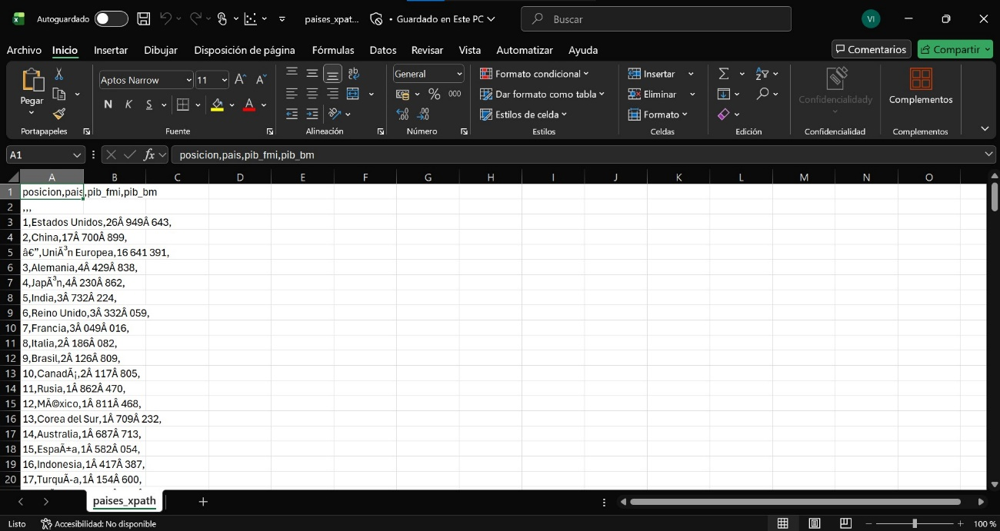 Autoguardado
paises_xpat... • Guardado en Este PC
Buscar
VI
Archivo Inicio Insertar Dibujar Disposición de página Fórmulas Datos Revisar Vista Automatizar Ayuda
Comentarios Compartir
Pegar
Portapapeles
Aptos Narrow 11 A^ A˅
N K S A
Fuente
ab
Alineación
General
% 000
Número
Formato condicional
Dar formato como tabla
Estilos de celda
Estilos
Insertar
Eliminar
Formato
Celdas
Edición
Confidencialidady
Confidencialidad
Complementos
Complementos
A1 fx posicion,pais,pib_fmi,pib_bm
A B C D E F G H I J K L M N O
1 posicion,pais,pib_fmi,pib_bm
2 ,,,
3 1,Estados Unidos,26Â 949Â 643,
4 2,China,17Â 700Â 899,
5 â€”,UniÃ³n Europea,16 641 391,
6 3,Alemania,4Â 429Â 838,
7 4,JapÃ³n,4Â 230Â 862,
8 5,India,3Â 732Â 224,
9 6,Reino Unido,3Â 332Â 059,
10 7,Francia,3Â 049Â 016,
11 8,Italia,2Â 186Â 082,
12 9,Brasil,2Â 126Â 809,
13 10,CanadÃ¡,2Â 117Â 805,
14 11,Rusia,1Â 862Â 470,
15 12,MÃ©xico,1Â 811Â 468,
16 13,Corea del Sur,1Â 709Â 232,
17 14,Australia,1Â 687Â 713,
18 15,EspaÃ±a,1Â 582Â 054,
19 16,Indonesia,1Â 417Â 387,
20 17,TurquÃ-a,1Â 154Â 600,
paises_xpath
Listo Accesibilidad: No disponible 100 %